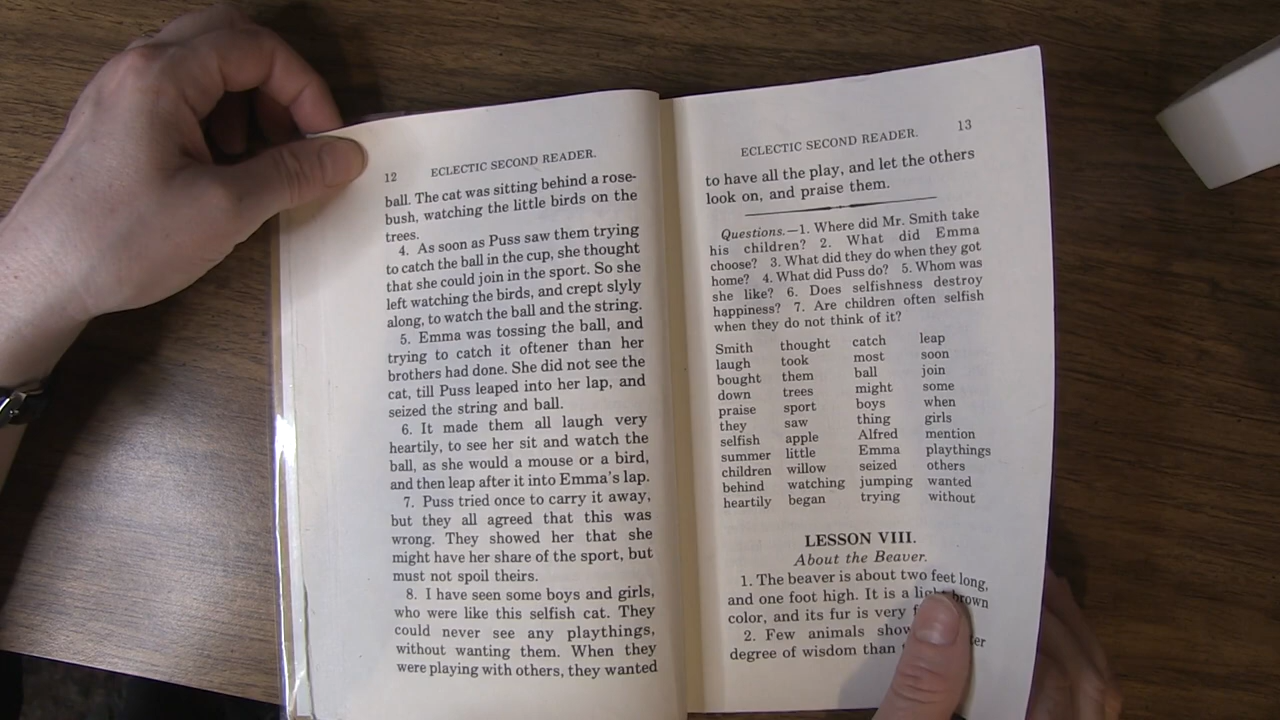 12 ECLECTIC SECOND READER.
ball. The cat was sitting behind a rose-
bush, watching the little birds on the
trees.
4. As soon as Puss saw them trying
to catch the ball in the cup, she thought
that she could join in the sport. So she
left watching the birds, and crept slyly
along, to watch the ball and the string.
5. Emma was tossing the ball, and
trying to catch it oftener than her
brothers had done. She did not see the
cat, till Puss leaped into her lap, and
seized the string and ball.
6. It made them all laugh very
heartily, to see her sit and watch the
ball, as she would a mouse or a bird,
and then leap after it into Emma's lap.
7. Puss tried once to carry it away,
but they all agreed that this was
wrong. They showed her that she
might have her share of the sport, but
must not spoil theirs.
8. I have seen some boys and girls,
who were like this selfish cat. They
could never see any playthings,
without wanting them. When they
were playing with others, they wanted
ECLECTIC SECOND READER. 13
to have all the play, and let the others
look on, and praise them.
Questions.—1. Where did Mr. Smith take
his children? 2. What did Emma
choose? 3. What did they do when they got
home? 4. What did Puss do? 5. Whom was
she like? 6. Does selfishness destroy
happiness? 7. Are children often selfish
when they do not think of it?
Smith thought catch leap
laugh took most soon
bought them ball join
down trees might some
praise sport boys when
they saw thing girls
selfish apple Alfred mention
summer little Emma playthings
children willow seized others
behind watching jumping wanted
heartily began trying without
LESSON VIII.
About the Beaver.
1. The beaver is about two feet long,
and one foot high. It is a light brown
color, and its fur is very
2. Few animals show
degree of wisdom than